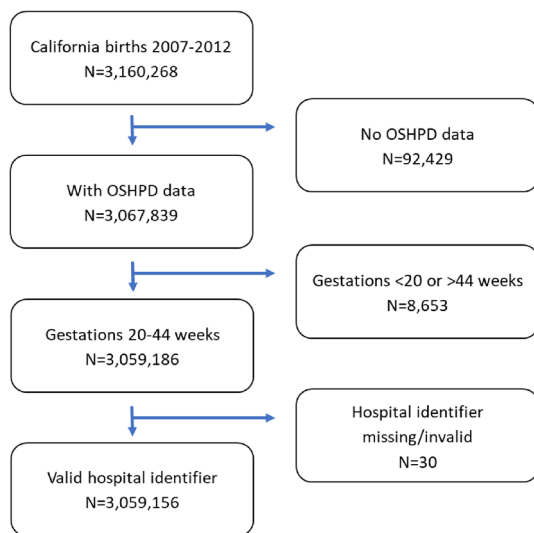 California births 2007-2012
N=3,160,268
No OSHPD data
N=92,429
With OSHPD data
N=3,067,839
Gestations <20 or >44 weeks
N=8,653
Gestations 20-44 weeks
N=3,059,186
Hospital identifier
missing/invalid
N=30
Valid hospital identifier
N=3,059,156